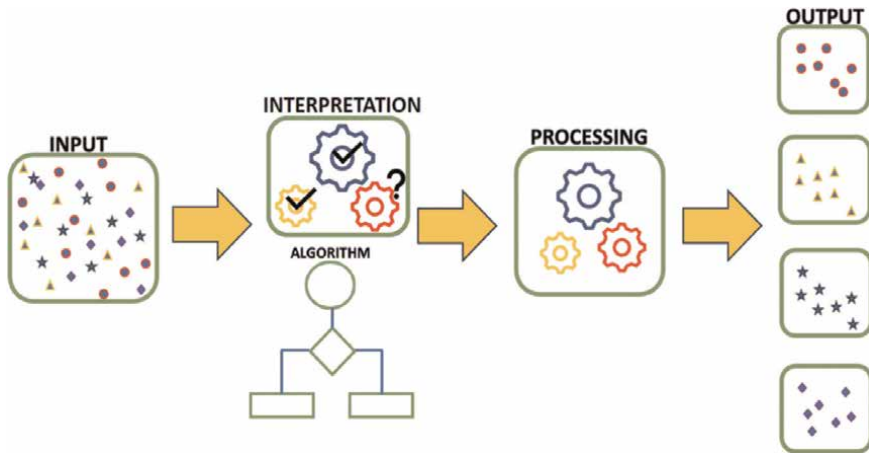 INPUT
INTERPRETATION
?
ALGORITHM
PROCESSING
OUTPUT